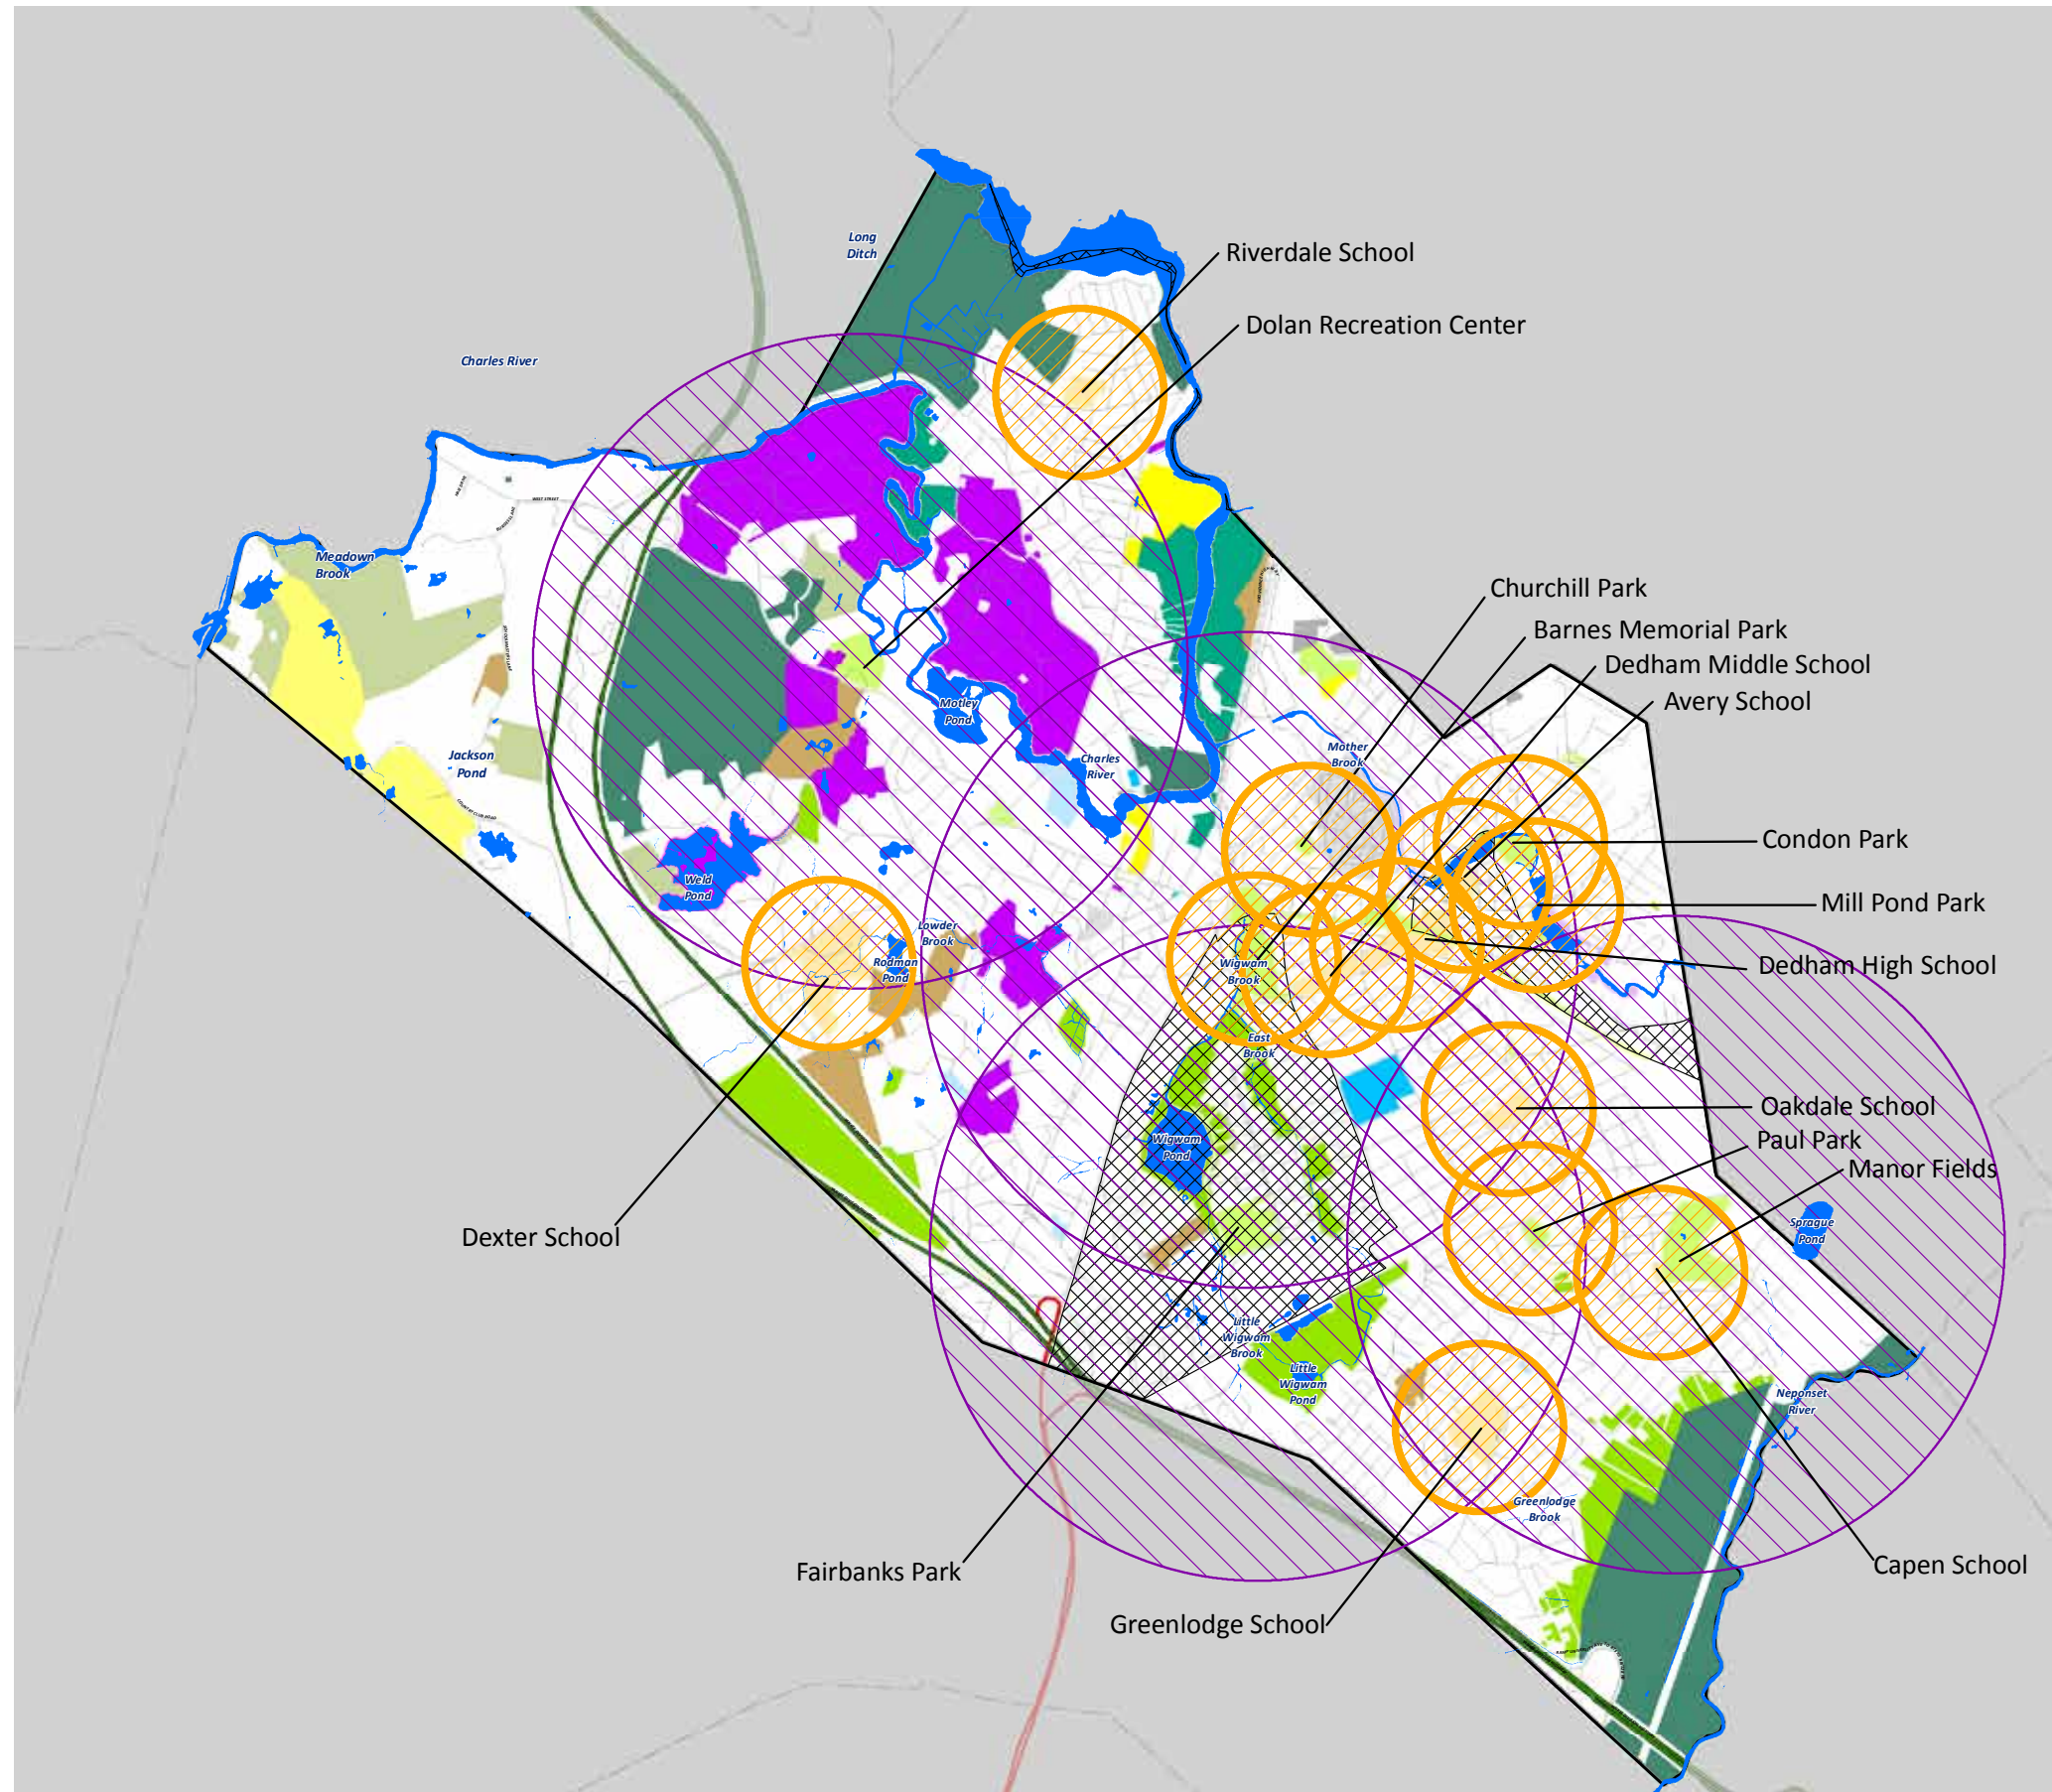 Long
Ditch
Riverdale School
Dolan Recreation Center
Charles River
Meadown
Brook
WEST STREET
Churchill Park
Barnes Memorial Park
Dedham Middle School
Avery School
Motley
Pond
Mother
Brook
Jackson
Pond
Charles
River
Condon Park
Weld
Pond
Mill Pond Park
Lowder
Brook
Rodman
Pond
Wigwam
Brook
Dedham High School
East
Brook
Oakdale School
Paul Park
Wigwam
Pond
Manor Fields
Dexter School
Sprague
Pond
Little
Wigwam
Brook
Little
Wigwam
Pond
Neponset
River
Greenlodge
Brook
Fairbanks Park
Capen School
Greenlodge School